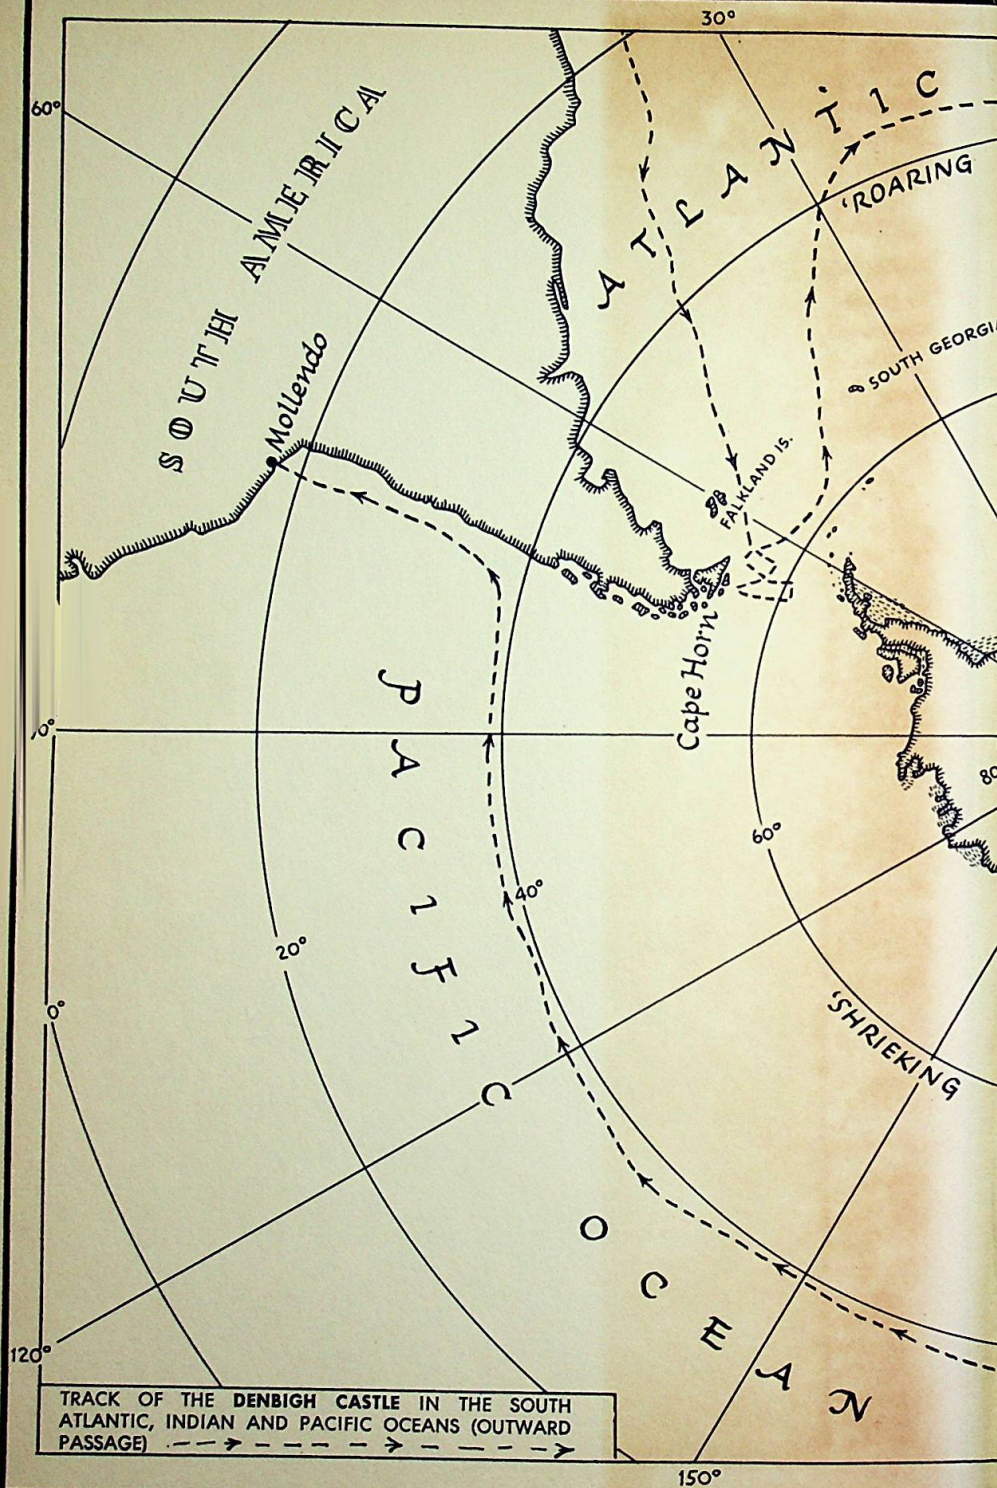 30°
60°
SOUTH AMERICA
ATLANTIC
'ROARING
SOUTH GEORGIA
Mollendo
FALKLAND IS.
Cape Horn
PACIFIC OCEAN
0°
80
60°
40°
20°
0°
'SHRIEKING
120°
TRACK OF THE DENBIGH CASTLE IN THE SOUTH
ATLANTIC, INDIAN AND PACIFIC OCEANS (OUTWARD
PASSAGE)
150°